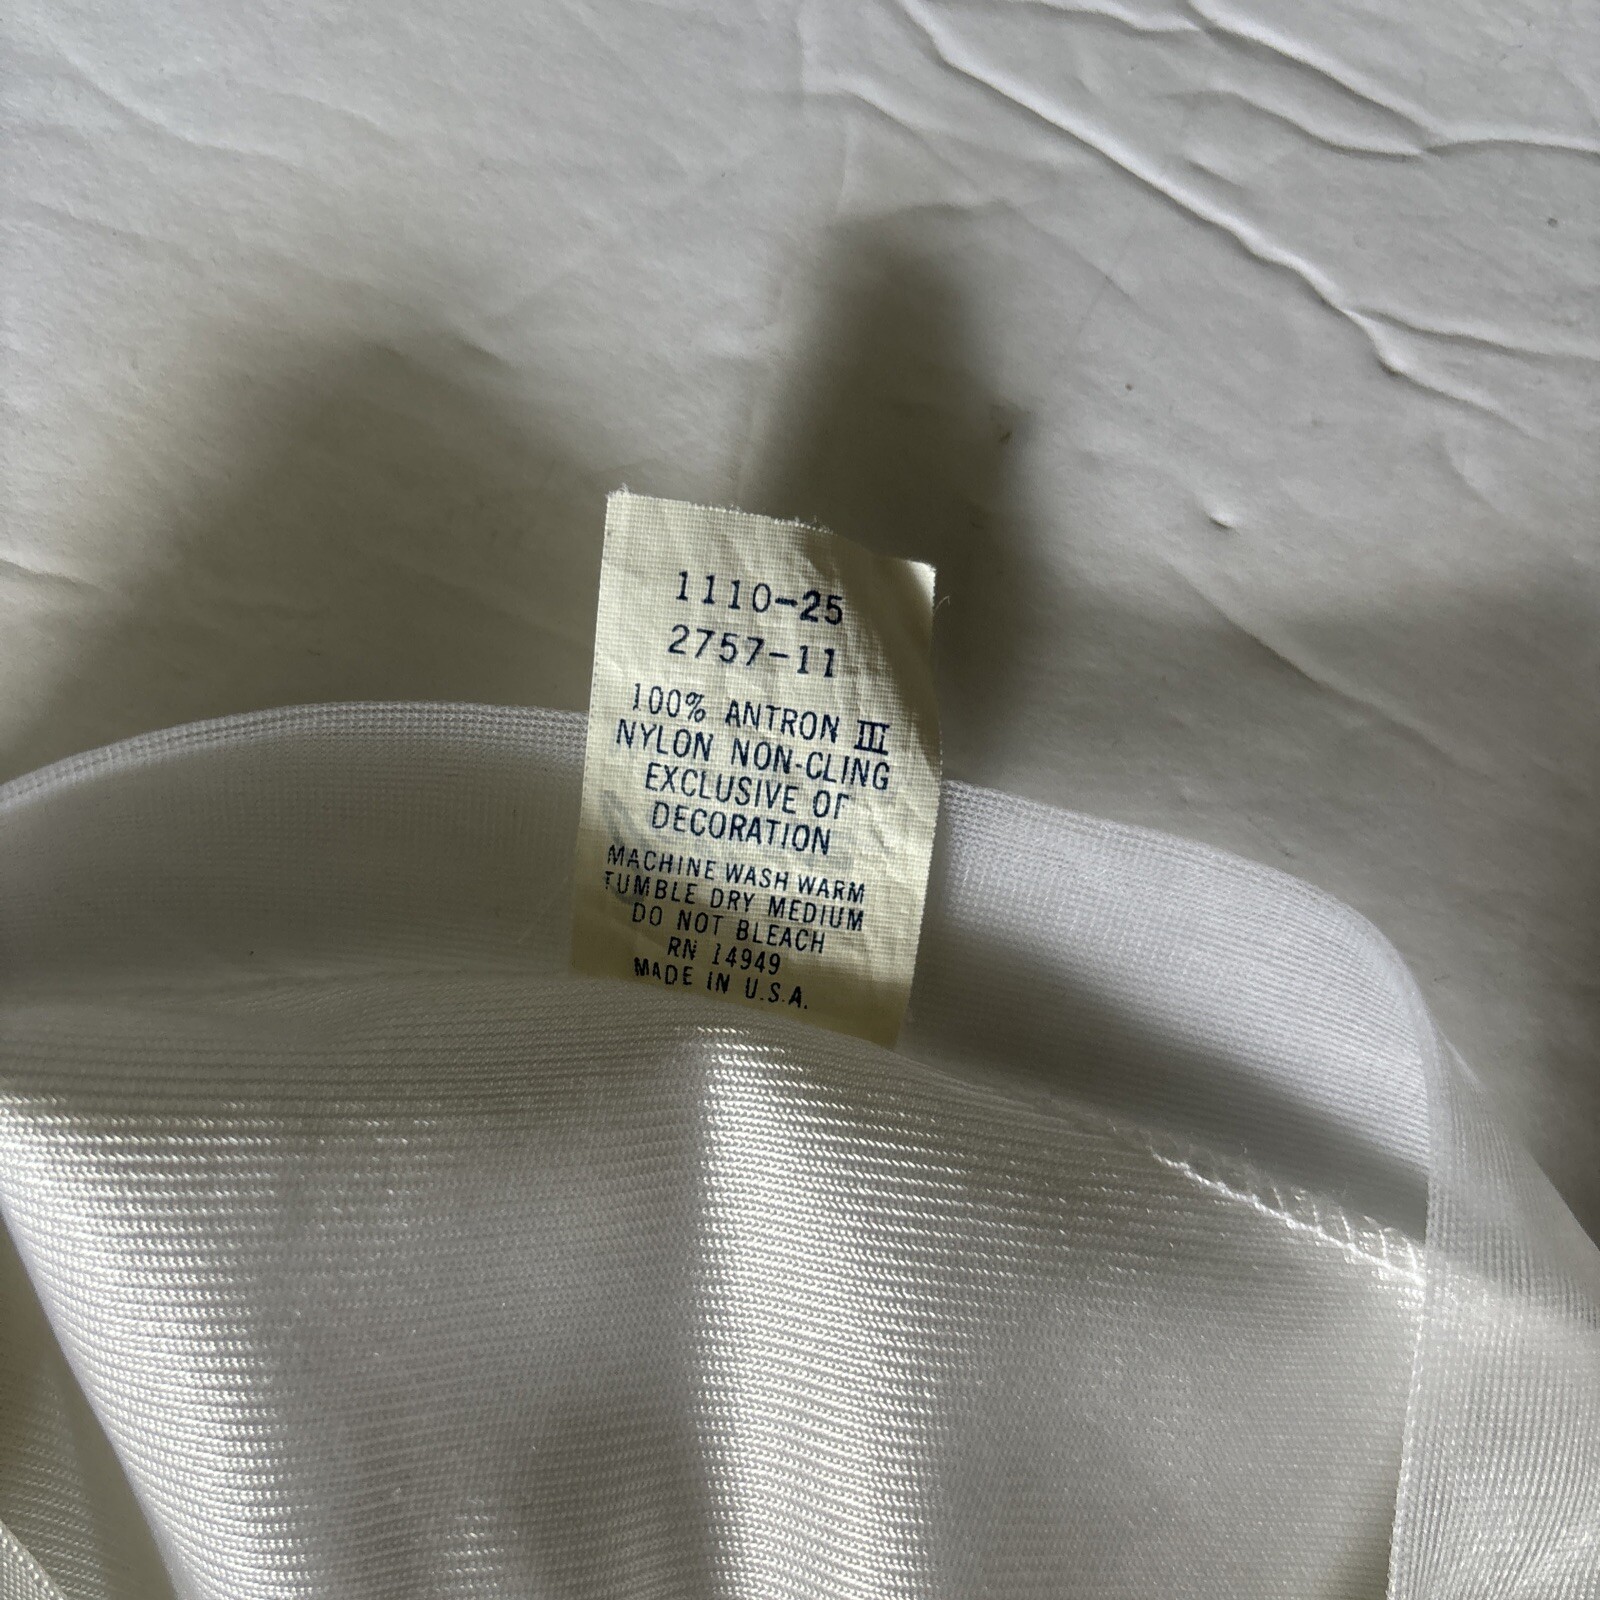 1110-25
2757-11
100% ANTRON III
NYLON NON-CLING
EXCLUSIVE OF
DECORATION
MACHINE WASH WARM
TUMBLE DRY MEDIUM
DO NOT BLEACH
RN 14949
MADE IN U.S.A.